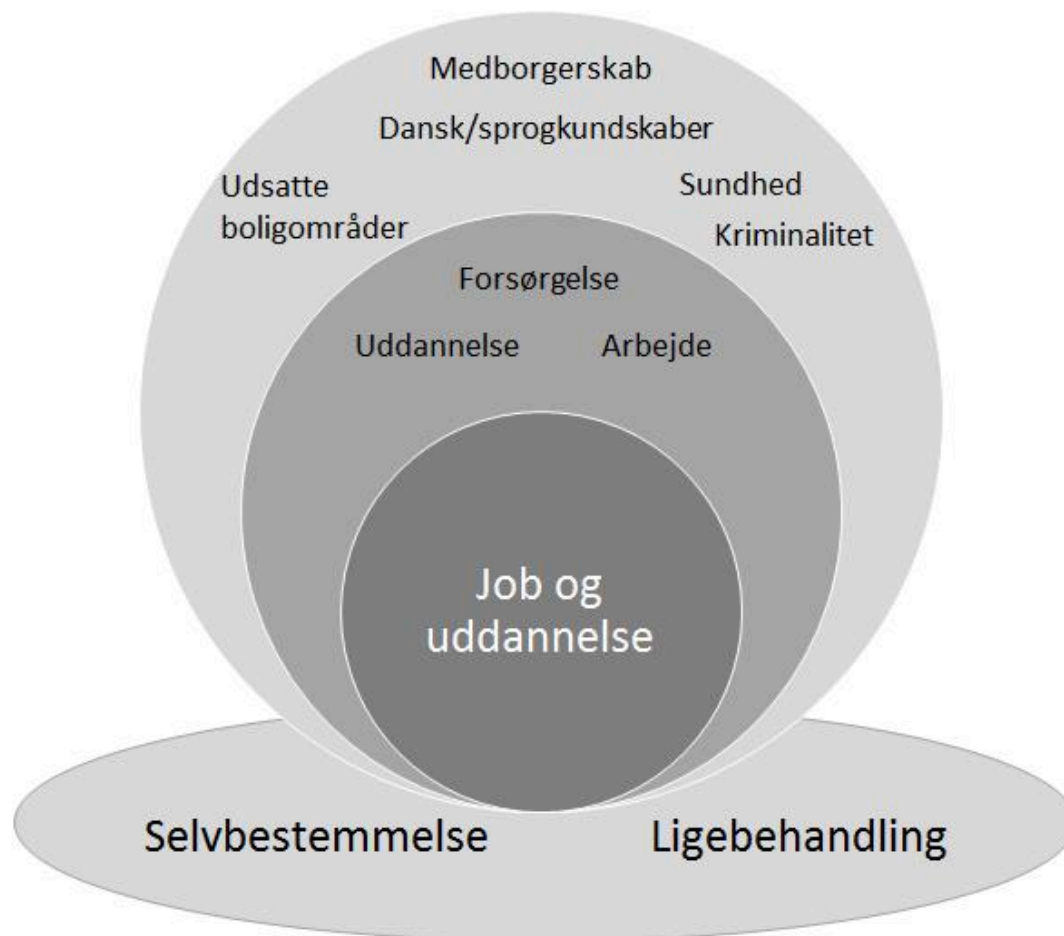 Medborgerskab
Dansk/sprogkundskaber
Udsatte
boligområder
Sundhed
Kriminalitet
Forsørgelse
Uddannelse
Arbejde
Job og
uddannelse
Selvbestemmelse
Ligebehandling